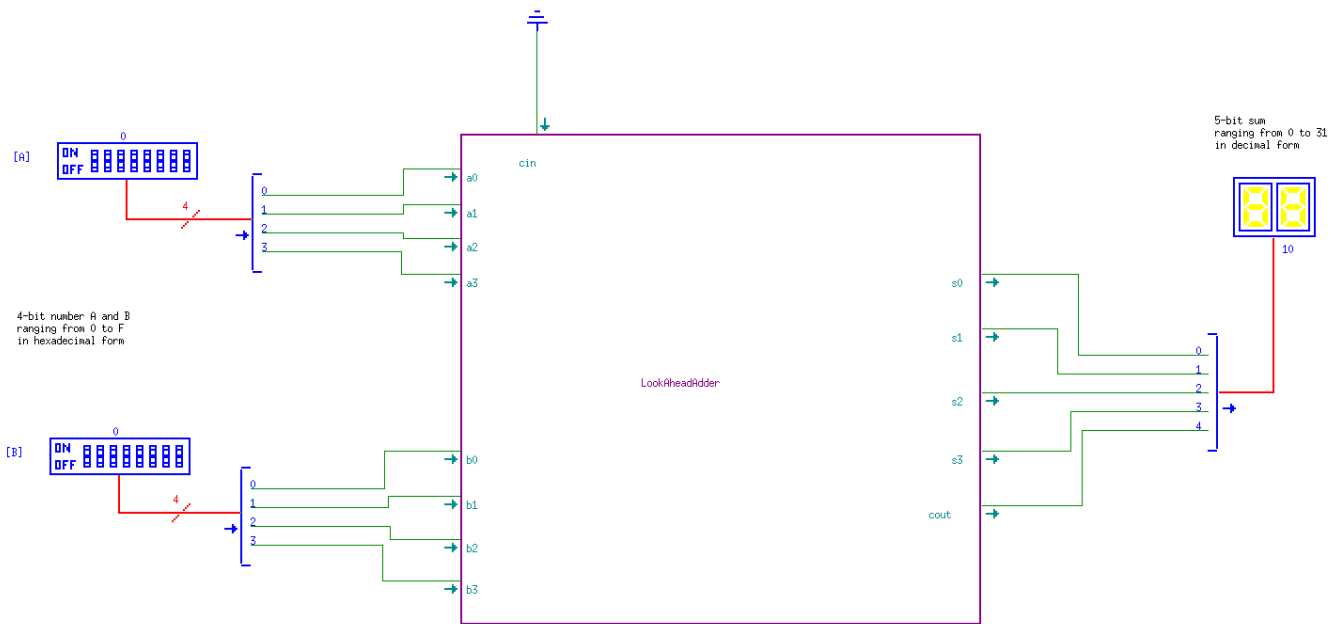 5-bit sum
ranging from 0 to 31
in decimal form
0
[A]
ON
OFF
cin
4
0
1
2
3
a0
a1
a2
a3
10
4-bit number A and B
ranging from 0 to F
in hexadecimal form
s0
s1
s2
s3
cout
0
1
2
3
4
LookAheadAdder
0
[B]
ON
OFF
4
0
1
2
3
b0
b1
b2
b3